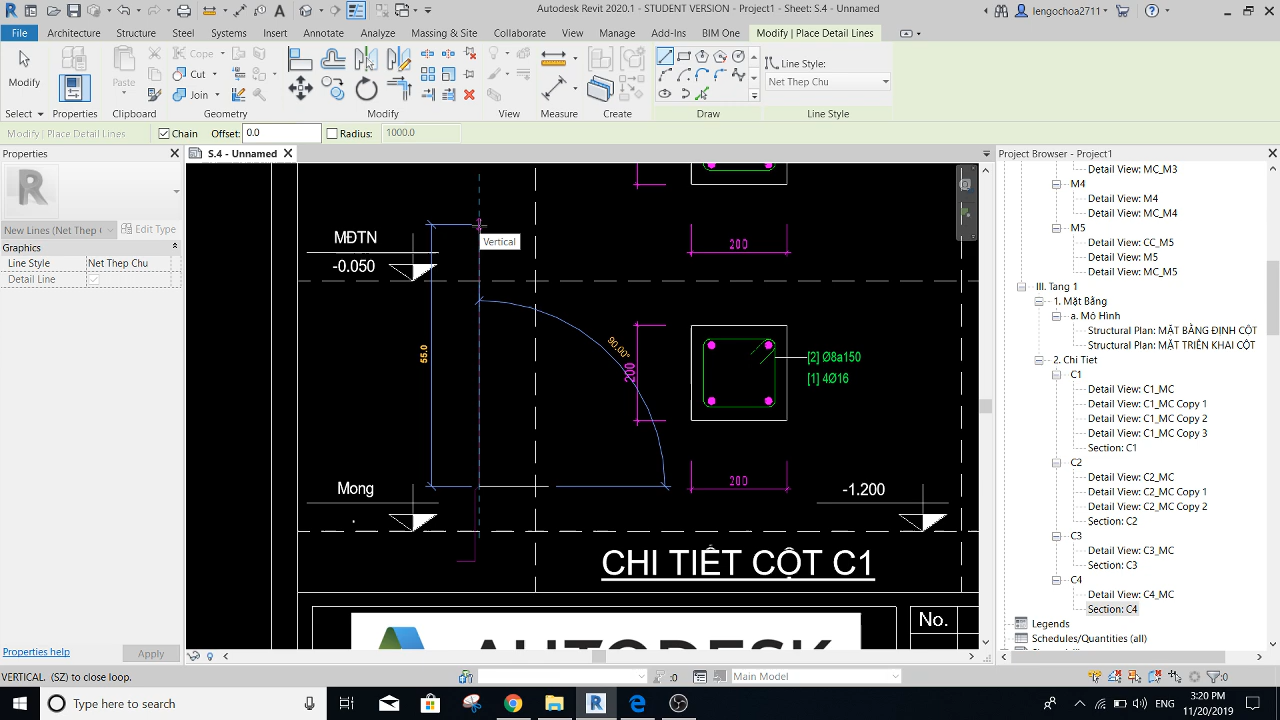 Autodesk Revit 2020.1 - STUDENT VERSION - Project1 - Sheet: S.4 - Unnamed
lengochoa2711
File Architecture Structure Steel Systems Insert Annotate Analyze Massing & Site Collaborate View Manage Add-Ins BIM One Modify | Place Detail Lines
Modify
Paste
Cope
Cut
Join
Line Style:
Net Thep Chu
Select Properties Clipboard Geometry Modify View Measure Create Draw Line Style
Modify | Place Detail Lines
Chain Offset: 0.0 Radius: 1000.0
Properties
S.4 - Unnamed
Project Browser - Project1
New Lines (Net Thep C
Edit Type
Graphics
Line Style Net Thep Chu
Detail Line
Properties help
Apply
MĐTN
-0.050
Vertical
55.0
90.00°
200
200
[2] Ø8a150
[1] 4Ø16
200
Mong
-1.200
CHI TIẾT CỘT C1
AUTODESK
No.
Detail View: MC_M3
M4
Detail View: M4
Detail View: MC_M4
M5
Detail View: CC_M5
Detail View: M5
Detail View: MC_M5
III. Tang 1
1. Mặt Bằng
a. Mô Hình
Structural Plan: MẶT BẰNG ĐỊNH CỘT
Structural Plan: MẶT TRIỂN KHAI CỘT
2. Chi Tiet
C1
Detail View: C1_MC
Detail View: C1_MC Copy 1
Detail View: C1_MC Copy 2
Detail View: C1_MC Copy 3
Section: C1
C2
Detail View: C2_MC
Detail View: C2_MC Copy 1
Detail View: C2_MC Copy 2
Section: C2
C3
Detail View: C3_MC
Section: C3
C4
Detail View: C4_MC
Section: C4
Legends
Schedules/Quantities (all)
VERTICAL. (SZ) to close loop.
:0
Main Model
:0
Type here to search
ENG
3:20 PM
11/20/2019